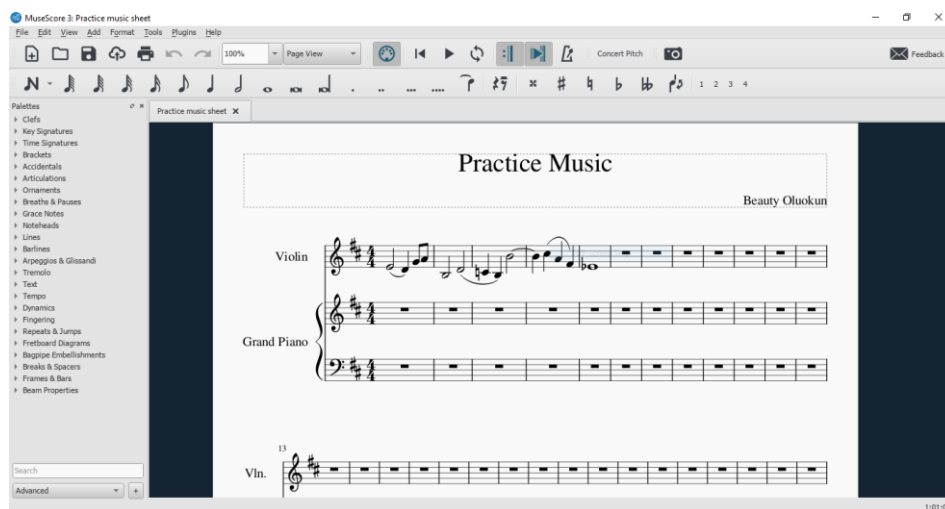 MuseScore 3: Practice music sheet
File Edit View Add Format Tools Plugins Help
100% Page View Concert Pitch Feedback
1 2 3 4
Palettes
Practice music sheet
Clefs
Key Signatures
Time Signatures
Brackets
Accidentals
Articulations
Ornaments
Breaths & Pauses
Grace Notes
Noteheads
Lines
Barlines
Arpeggios & Glissandi
Tremolo
Text
Tempo
Dynamics
Fingering
Repeats & Jumps
Fretboard Diagrams
Bagpipe Embellishments
Breaks & Spacers
Frames & Bars
Beam Properties
Search
Advanced
Practice Music
Beauty Oluokun
Violin
Grand Piano
13
Vln.